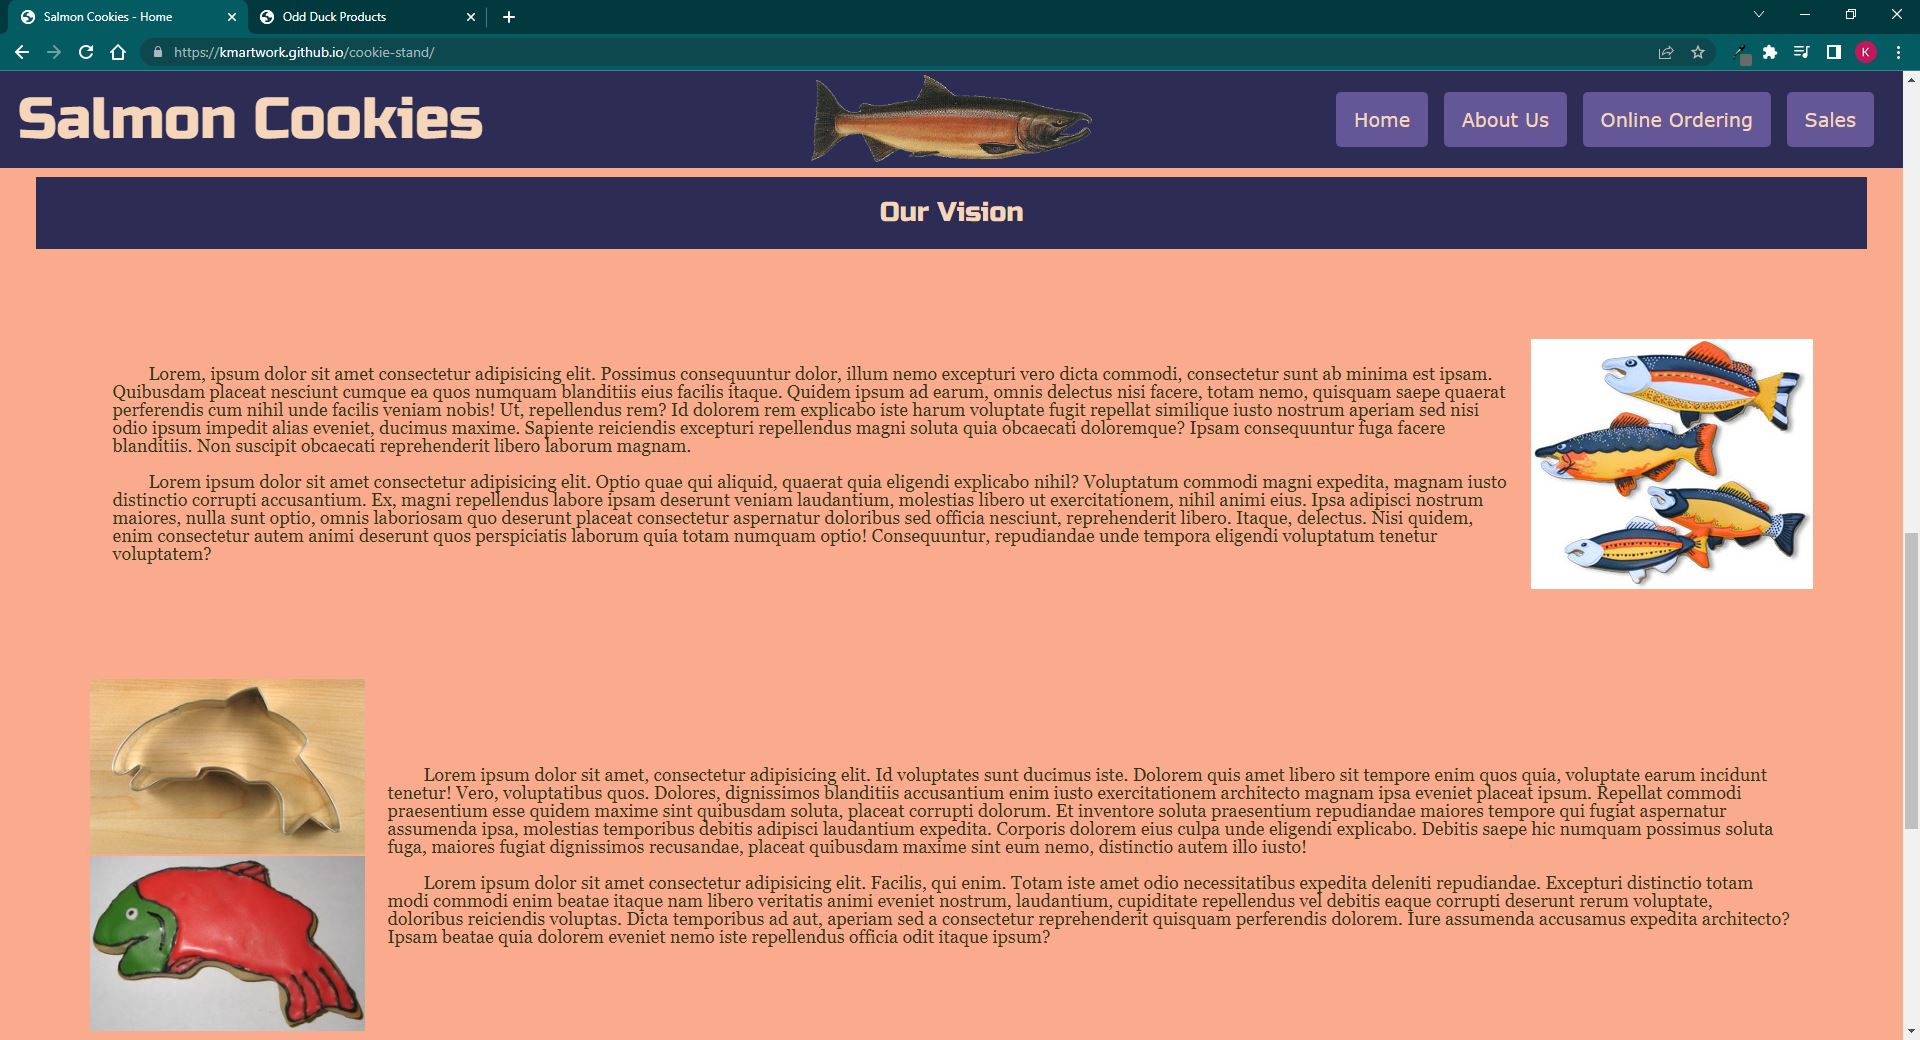 Salmon Cookies - Home
Odd Duck Products
https://kmartwork.github.io/cookie-stand/
K
Salmon Cookies
Home
About Us
Online Ordering
Sales
Our Vision
Lorem, ipsum dolor sit amet consectetur adipisicing elit. Possimus consequuntur dolor, illum nemo excepturi vero dicta commodi, consectetur sunt ab minima est ipsam.
Quibusdam placeat nesciunt cumque ea quos numquam blanditiis eius facilis itaque. Quidem ipsum ad earum, omnis delectus nisi facere, totam nemo, quisquam saepe quaerat
perferendis cum nihil unde facilis veniam nobis! Ut, repellendus rem? Id dolorem rem explicabo iste harum voluptate fugit repellat similique iusto nostrum aperiam sed nisi
odio ipsum impedit alias eveniet, ducimus maxime. Sapiente reiciendis excepturi repellendus magni soluta quia obcaecati doloremque? Ipsam consequuntur fuga facere
blanditiis. Non suscipit obcaecati reprehenderit libero laborum magnam.
Lorem ipsum dolor sit amet consectetur adipisicing elit. Optio quae qui aliquid, quaerat quia eligendi explicabo nihil? Voluptatum commodi magni expedita, magnam iusto
distinctio corrupti accusantium. Ex, magni repellendus labore ipsam deserunt veniam laudantium, molestias libero ut exercitationem, nihil animi eius. Ipsa adipisci nostrum
maiores, nulla sunt optio, omnis laboriosam quo deserunt placeat consectetur aspernatur doloribus sed officia nesciunt, reprehenderit libero. Itaque, delectus. Nisi quidem,
enim consectetur autem animi deserunt quos perspiciatis laborum quia totam numquam optio! Consequuntur, repudiandae unde tempora eligendi voluptatum tenetur
voluptatem?
Lorem ipsum dolor sit amet, consectetur adipisicing elit. Id voluptates sunt ducimus iste. Dolorem quis amet libero sit tempore enim quos quia, voluptate earum incidunt
tenetur! Vero, voluptatibus quos. Dolores, dignissimos blanditiis accusantium enim iusto exercitationem architecto magnam ipsa eveniet placeat ipsum. Repellat commodi
praesentium esse quidem maxime sint quibusdam soluta, placeat corrupti dolorum. Et inventore soluta praesentium repudiandae maiores tempore qui fugiat aspernatur
assumenda ipsa, molestias temporibus debitis adipisci laudantium expedita. Corporis dolorem eius culpa unde eligendi explicabo. Debitis saepe hic numquam possimus soluta
fuga, maiores fugiat dignissimos recusandae, placeat quibusdam maxime sint eum nemo, distinctio autem illo iusto!
Lorem ipsum dolor sit amet consectetur adipisicing elit. Facilis, qui enim. Totam iste amet odio necessitatibus expedita deleniti repudiandae. Excepturi distinctio totam
modi commodi enim beatae itaque nam libero veritatis animi eveniet nostrum, laudantium, cupiditate repellendus vel debitis eaque corrupti deserunt rerum voluptate,
doloribus reiciendis voluptas. Dicta temporibus ad aut, aperiam sed a consectetur reprehenderit quisquam perferendis dolorem. Iure assumenda accusamus expedita architecto?
Ipsam beatae quia dolorem eveniet nemo iste repellendus officia odit itaque ipsum?